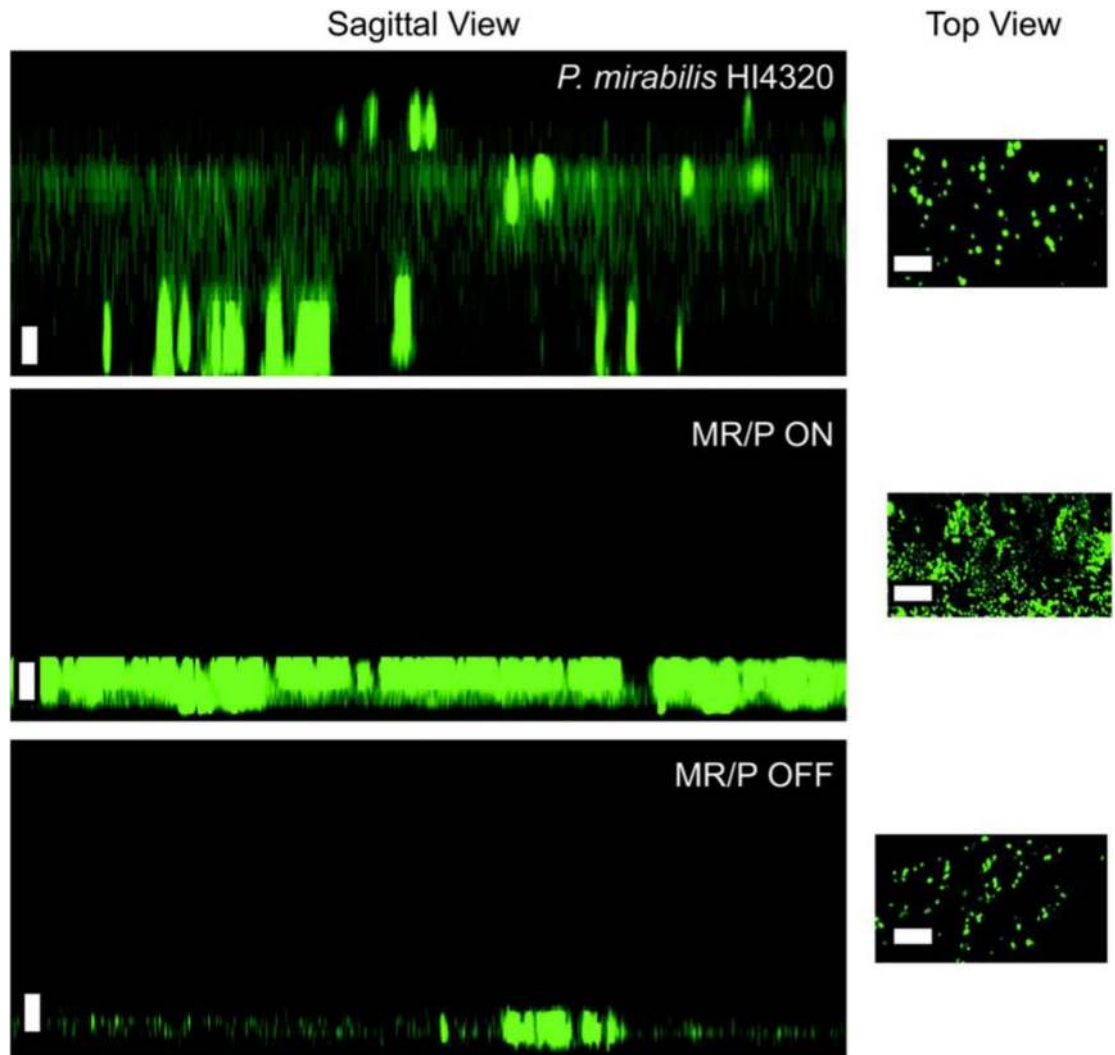 Sagittal View
Top View
P. mirabilis HI4320
MR/P ON
MR/P OFF